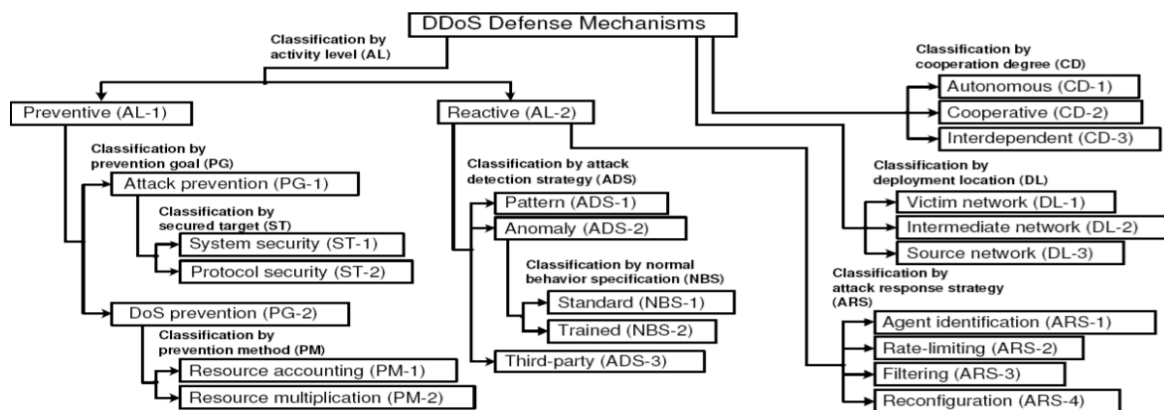 DDoS Defense Mechanisms
Classification by
activity level (AL)
Preventive (AL-1)
Classification by
prevention goal (PG)
Attack prevention (PG-1)
Classification by
secured target (ST)
System security (ST-1)
Protocol security (ST-2)
DoS prevention (PG-2)
Classification by
prevention method (PM)
Resource accounting (PM-1)
Resource multiplication (PM-2)
Reactive (AL-2)
Classification by attack
detection strategy (ADS)
Pattern (ADS-1)
Anomaly (ADS-2)
Classification by normal
behavior specification (NBS)
Standard (NBS-1)
Trained (NBS-2)
Third-party (ADS-3)
Classification by
attack response strategy
(ARS)
Agent identification (ARS-1)
Rate-limiting (ARS-2)
Filtering (ARS-3)
Reconfiguration (ARS-4)
Classification by
cooperation degree (CD)
Autonomous (CD-1)
Cooperative (CD-2)
Interdependent (CD-3)
Classification by
deployment location (DL)
Victim network (DL-1)
Intermediate network (DL-2)
Source network (DL-3)